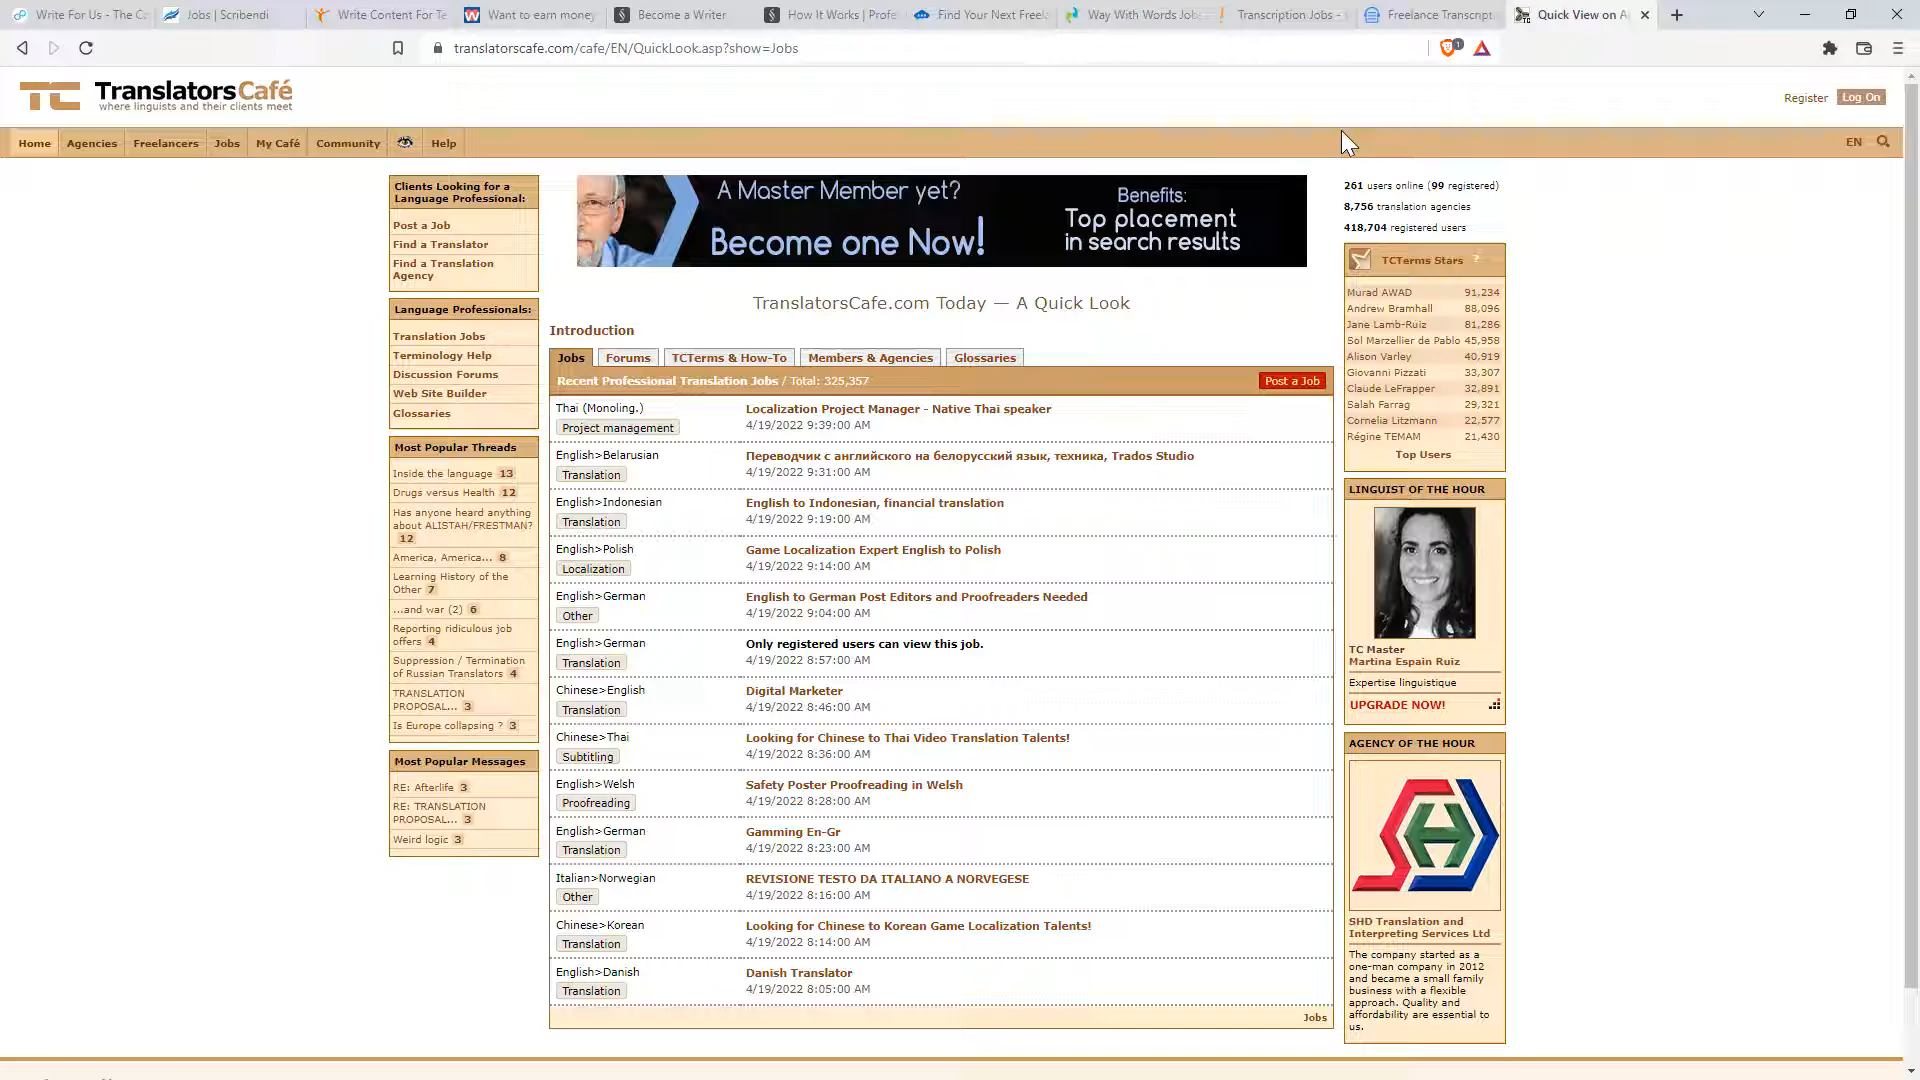 Write For Us - The Ca
Jobs | Scribendi
Write Content For Te
Want to earn money
Become a Writer
How It Works | Profe
Find Your Next Freela
Way With Words Job
Transcription Jobs -
Freelance Transcript
Quick View on A
translatorscafe.com/cafe/EN/QuickLook.asp?show=Jobs
1
TC TranslatorsCafé
where linguists and their clients meet
Register
Log On
Home
Agencies
Freelancers
Jobs
My Café
Community
Help
EN
Clients Looking for a
Language Professional:
Post a Job
Find a Translator
Find a Translation
Agency
Language Professionals:
Translation Jobs
Terminology Help
Discussion Forums
Web Site Builder
Glossaries
Most Popular Threads
Inside the language 13
Drugs versus Health 12
Has anyone heard anything
about ALISTAH/FRESTMAN?
12
America, America... 8
Learning History of the
Other 7
...and war (2) 6
Reporting ridiculous job
offers 4
Suppression / Termination
of Russian Translators 4
TRANSLATION
PROPOSAL... 3
Is Europe collapsing ? 3
Most Popular Messages
RE: Afterlife 3
RE: TRANSLATION
PROPOSAL... 3
Weird logic 3
A Master Member yet?
Become one Now!
Benefits:
Top placement
in search results
TranslatorsCafe.com Today — A Quick Look
Introduction
Jobs
Forums
TCTerms & How-To
Members & Agencies
Glossaries
Recent Professional Translation Jobs / Total: 325,357
Post a Job
Thai (Monoling.)
Project management
Localization Project Manager - Native Thai speaker
4/19/2022 9:39:00 AM
English>Belarusian
Translation
Переводчик с английского на белорусский язык, техника, Trados Studio
4/19/2022 9:31:00 AM
English>Indonesian
Translation
English to Indonesian, financial translation
4/19/2022 9:19:00 AM
English>Polish
Localization
Game Localization Expert English to Polish
4/19/2022 9:14:00 AM
English>German
Other
English to German Post Editors and Proofreaders Needed
4/19/2022 9:04:00 AM
English>German
Translation
Only registered users can view this job.
4/19/2022 8:57:00 AM
Chinese>English
Translation
Digital Marketer
4/19/2022 8:46:00 AM
Chinese>Thai
Subtitling
Looking for Chinese to Thai Video Translation Talents!
4/19/2022 8:36:00 AM
English>Welsh
Proofreading
Safety Poster Proofreading in Welsh
4/19/2022 8:28:00 AM
English>German
Translation
Gamming En-Gr
4/19/2022 8:23:00 AM
Italian>Norwegian
Other
REVISIONE TESTO DA ITALIANO A NORVEGESE
4/19/2022 8:16:00 AM
Chinese>Korean
Translation
Looking for Chinese to Korean Game Localization Talents!
4/19/2022 8:14:00 AM
English>Danish
Translation
Danish Translator
4/19/2022 8:05:00 AM
Jobs
261 users online (99 registered)
8,756 translation agencies
418,704 registered users
TCTerms Stars ?
Murad AWAD 91,234
Andrew Bramhall 88,096
Jane Lamb-Ruiz 81,286
Sol Marzellier de Pablo 45,958
Alison Varley 40,919
Giovanni Pizzati 33,307
Claude LeFrapper 32,891
Salah Farrag 29,321
Cornelia Litzmann 22,577
Régine TEMAM 21,430
Top Users
LINGUIST OF THE HOUR
TC Master
Martina Espain Ruiz
Expertise linguistique
UPGRADE NOW!
AGENCY OF THE HOUR
SHD Translation and
Interpreting Services Ltd
The company started as a
one-man company in 2012
and became a small family
business with a flexible
approach. Quality and
affordability are essential to
us.